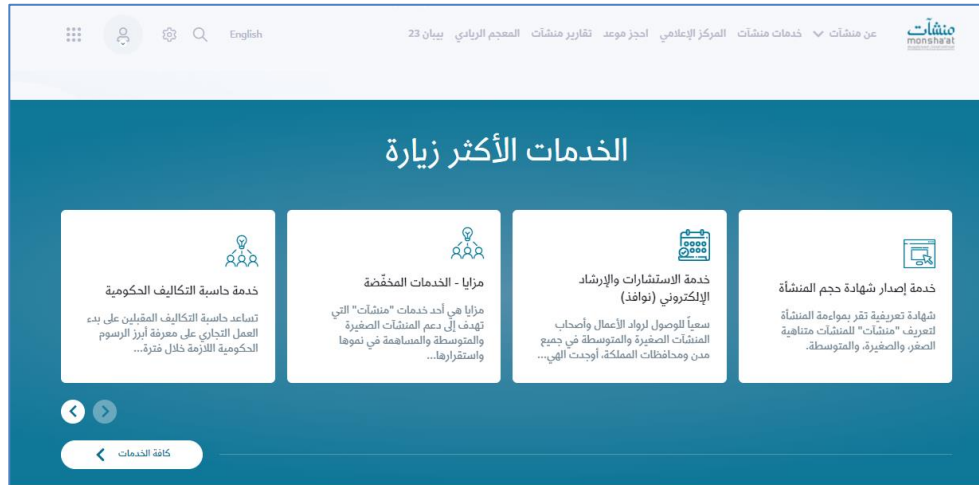 منشآت
monsha'at
عن منشآت
خدمات منشآت
المركز الإعلامي
احجز موعد
تقارير منشآت
المعجم الريادي
بيبان 23
English
الخدمات الأكثر زيارة
خدمة إصدار شهادة حجم المنشأة
شهادة تعريفية تقر بمواءمة المنشأة
لتعريف "منشآت" للمنشآت متناهية
الصغر، والصغيرة، والمتوسطة.
خدمة الاستشارات والإرشاد
الإلكتروني (نوافذ)
سعياً للوصول لرواد الأعمال وأصحاب
المنشآت الصغيرة والمتوسطة في جميع
مدن ومحافظات المملكة، أوجدت الهي...
مزايا - الخدمات المخفّضة
مزايا هي أحد خدمات "منشآت" التي
تهدف إلى دعم المنشآت الصغيرة
والمتوسطة والمساهمة في نموها
واستقرارها...
خدمة حاسبة التكاليف الحكومية
تساعد حاسبة التكاليف المقبلين على بدء
العمل التجاري على معرفة أبرز الرسوم
الحكومية اللازمة خلال فترة...
كافة الخدمات